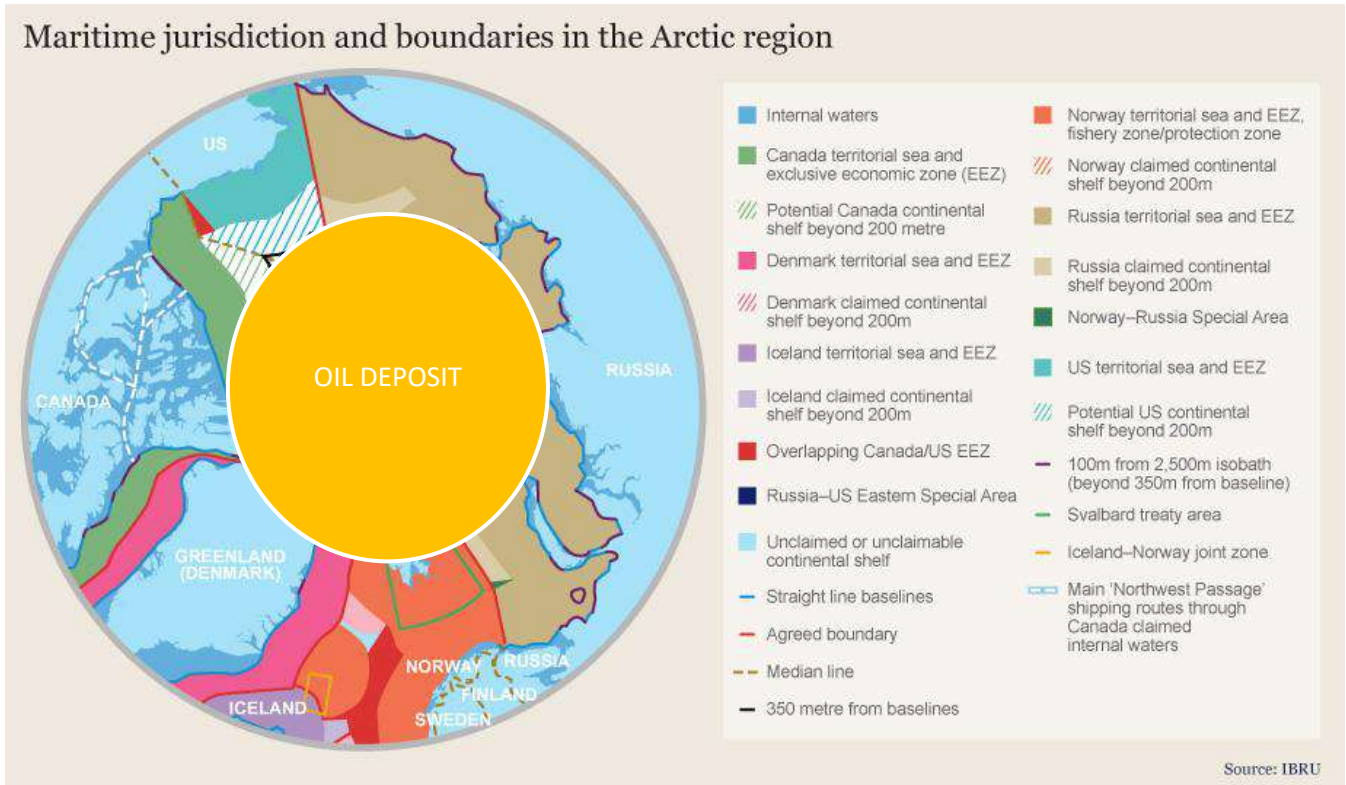 Maritime jurisdiction and boundaries in the Arctic region
US
CANADA
GREENLAND
(DENMARK)
ICELAND
OIL DEPOSIT
RUSSIA
NORWAY
RUSSIA
FINLAND
SWEDEN
Internal waters
Canada territorial sea and
exclusive economic zone (EEZ)
Potential Canada continental
shelf beyond 200 metre
Denmark territorial sea and EEZ
Denmark claimed continental
shelf beyond 200m
Iceland territorial sea and EEZ
Iceland claimed continental
shelf beyond 200m
Overlapping Canada/US EEZ
Russia–US Eastern Special Area
Unclaimed or unclaimable
continental shelf
Straight line baselines
Agreed boundary
Median line
350 metre from baselines
Norway territorial sea and EEZ,
fishery zone/protection zone
Norway claimed continental
shelf beyond 200m
Russia territorial sea and EEZ
Russia claimed continental
shelf beyond 200m
Norway–Russia Special Area
US territorial sea and EEZ
Potential US continental
shelf beyond 200m
100m from 2,500m isobath
(beyond 350m from baseline)
Svalbard treaty area
Iceland–Norway joint zone
Main ‘Northwest Passage’
shipping routes through
Canada claimed
internal waters
Source: IBRU